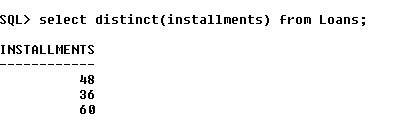 SQL> select distinct(installments) from Loans;
INSTALLMENTS
------------
48
36
60